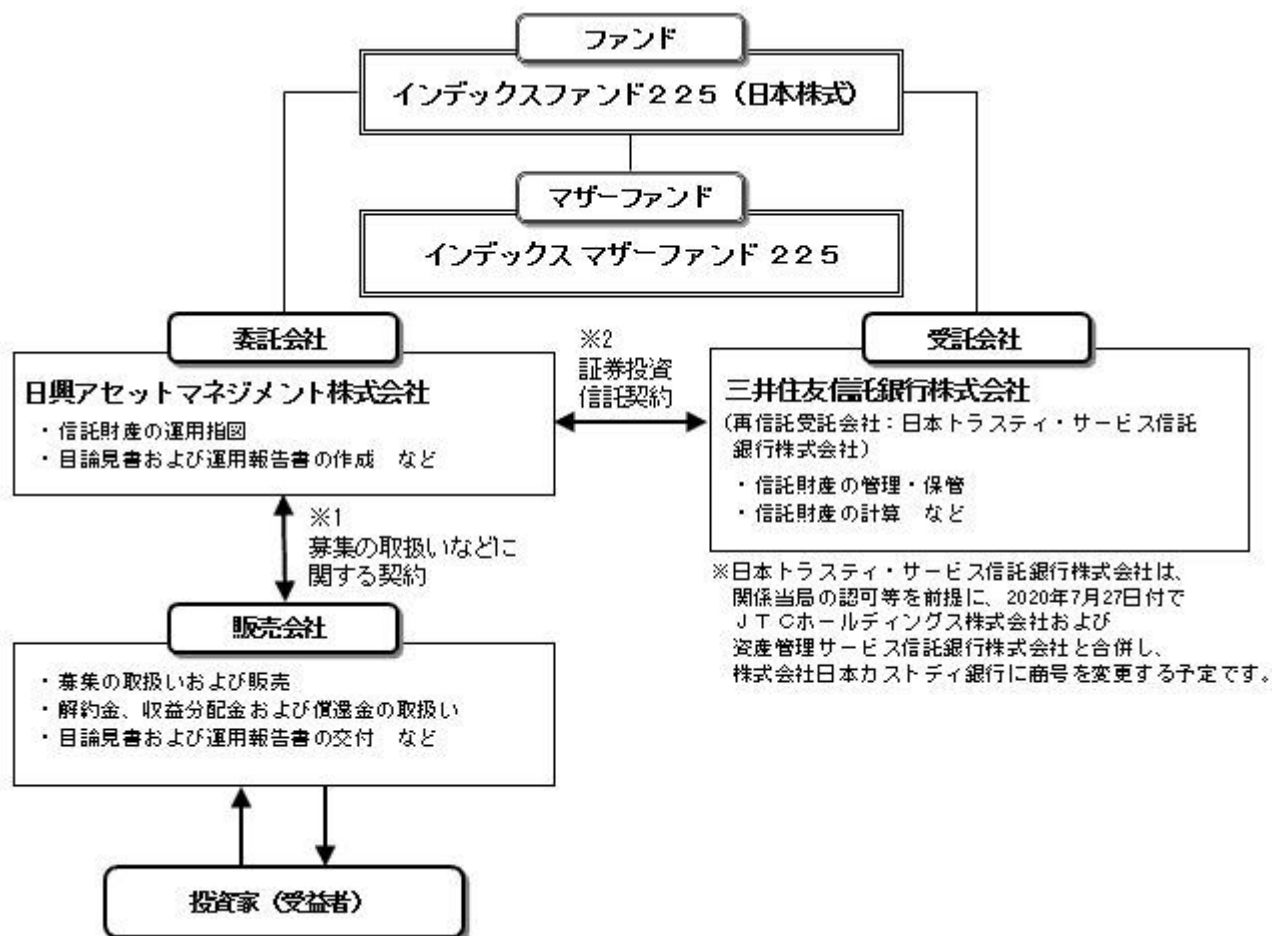 ファンド
インデックスファンド２２５（日本株式）
マザーファンド
インデックス マザーファンド ２２５
委託会社
日興アセットマネジメント株式会社
・信託財産の運用指図
・目論見書および運用報告書の作成　など
※2
証券投資
信託契約
受託会社
三井住友信託銀行株式会社
（再信託受託会社：日本トラスティ・サービス信託
銀行株式会社）
・信託財産の管理・保管
・信託財産の計算　など
※日本トラスティ・サービス信託銀行株式会社は、
関係当局の認可等を前提に、2020年7月27日付で
ＪＴＣホールディングス株式会社および
資産管理サービス信託銀行株式会社と合併し、
株式会社日本カストディ銀行に商号を変更する予定です。
※1
募集の取扱いなどに
関する契約
販売会社
・募集の取扱いおよび販売
・解約金、収益分配金および償還金の取扱い
・目論見書および運用報告書の交付　など
投資家（受益者）